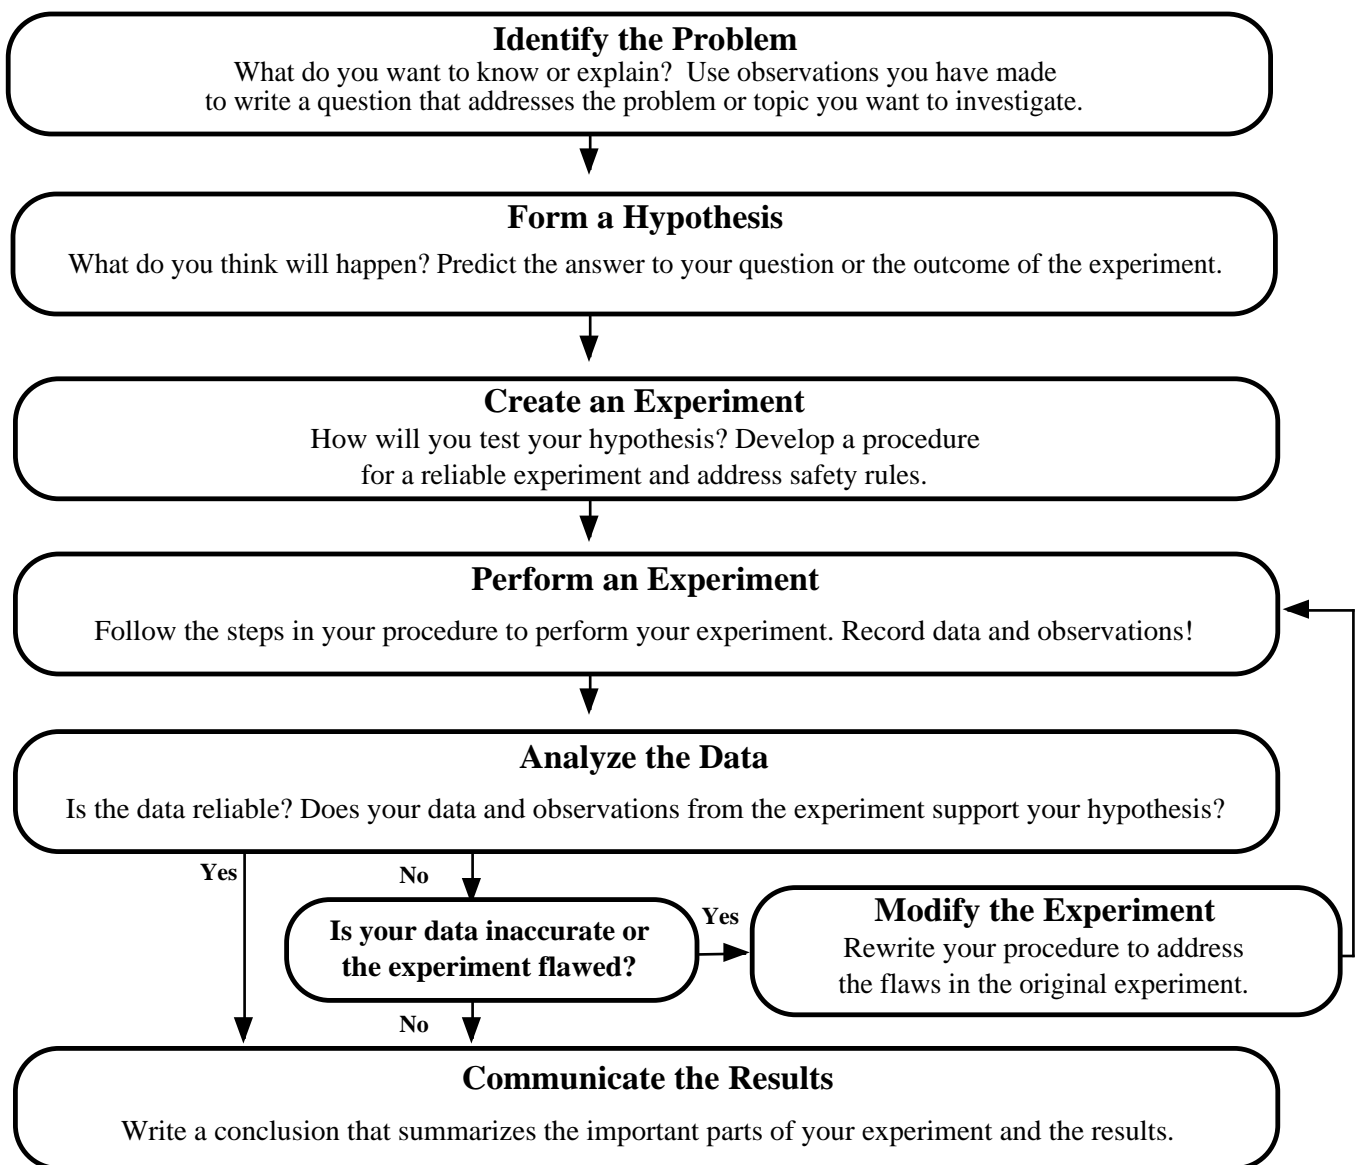 Identify the Problem
What do you want to know or explain?  Use observations you have made
to write a question that addresses the problem or topic you want to investigate.
Form a Hypothesis
What do you think will happen? Predict the answer to your question or the outcome of the experiment.
Create an Experiment
How will you test your hypothesis? Develop a procedure
for a reliable experiment and address safety rules.
Perform an Experiment
Follow the steps in your procedure to perform your experiment. Record data and observations!
Analyze the Data
Is the data reliable? Does your data and observations from the experiment support your hypothesis?
Yes
No
Is your data inaccurate or
the experiment flawed?
Yes
Modify the Experiment
Rewrite your procedure to address
the flaws in the original experiment.
No
Communicate the Results
Write a conclusion that summarizes the important parts of your experiment and the results.